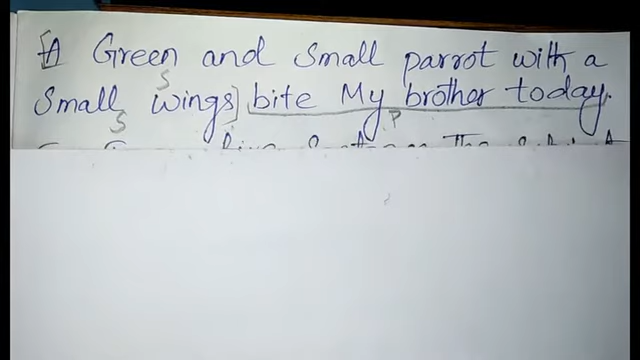 [A Green and small parrot with a
S
small wings] bite My brother today.
S P